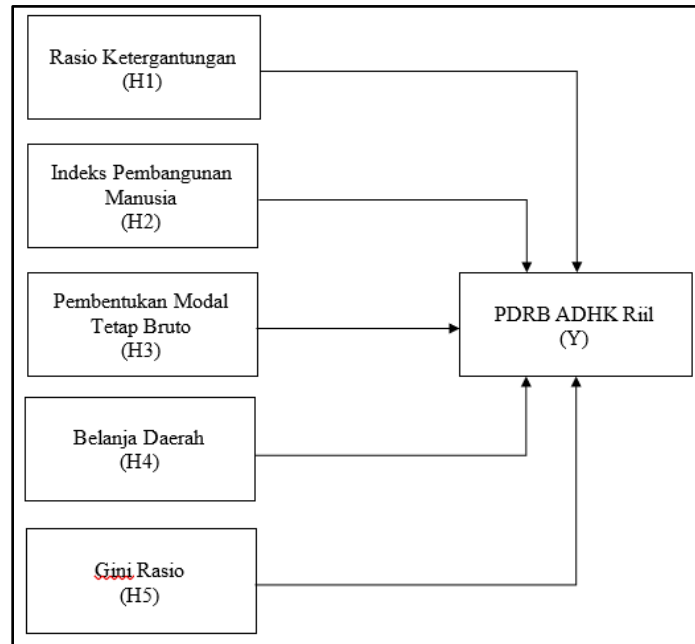 Rasio Ketergantungan
(H1)
Indeks Pembangunan
Manusia
(H2)
Pembentukan Modal
Tetap Bruto
(H3)
Belanja Daerah
(H4)
Gini Rasio
(H5)
PDRB ADHK Riil
(Y)